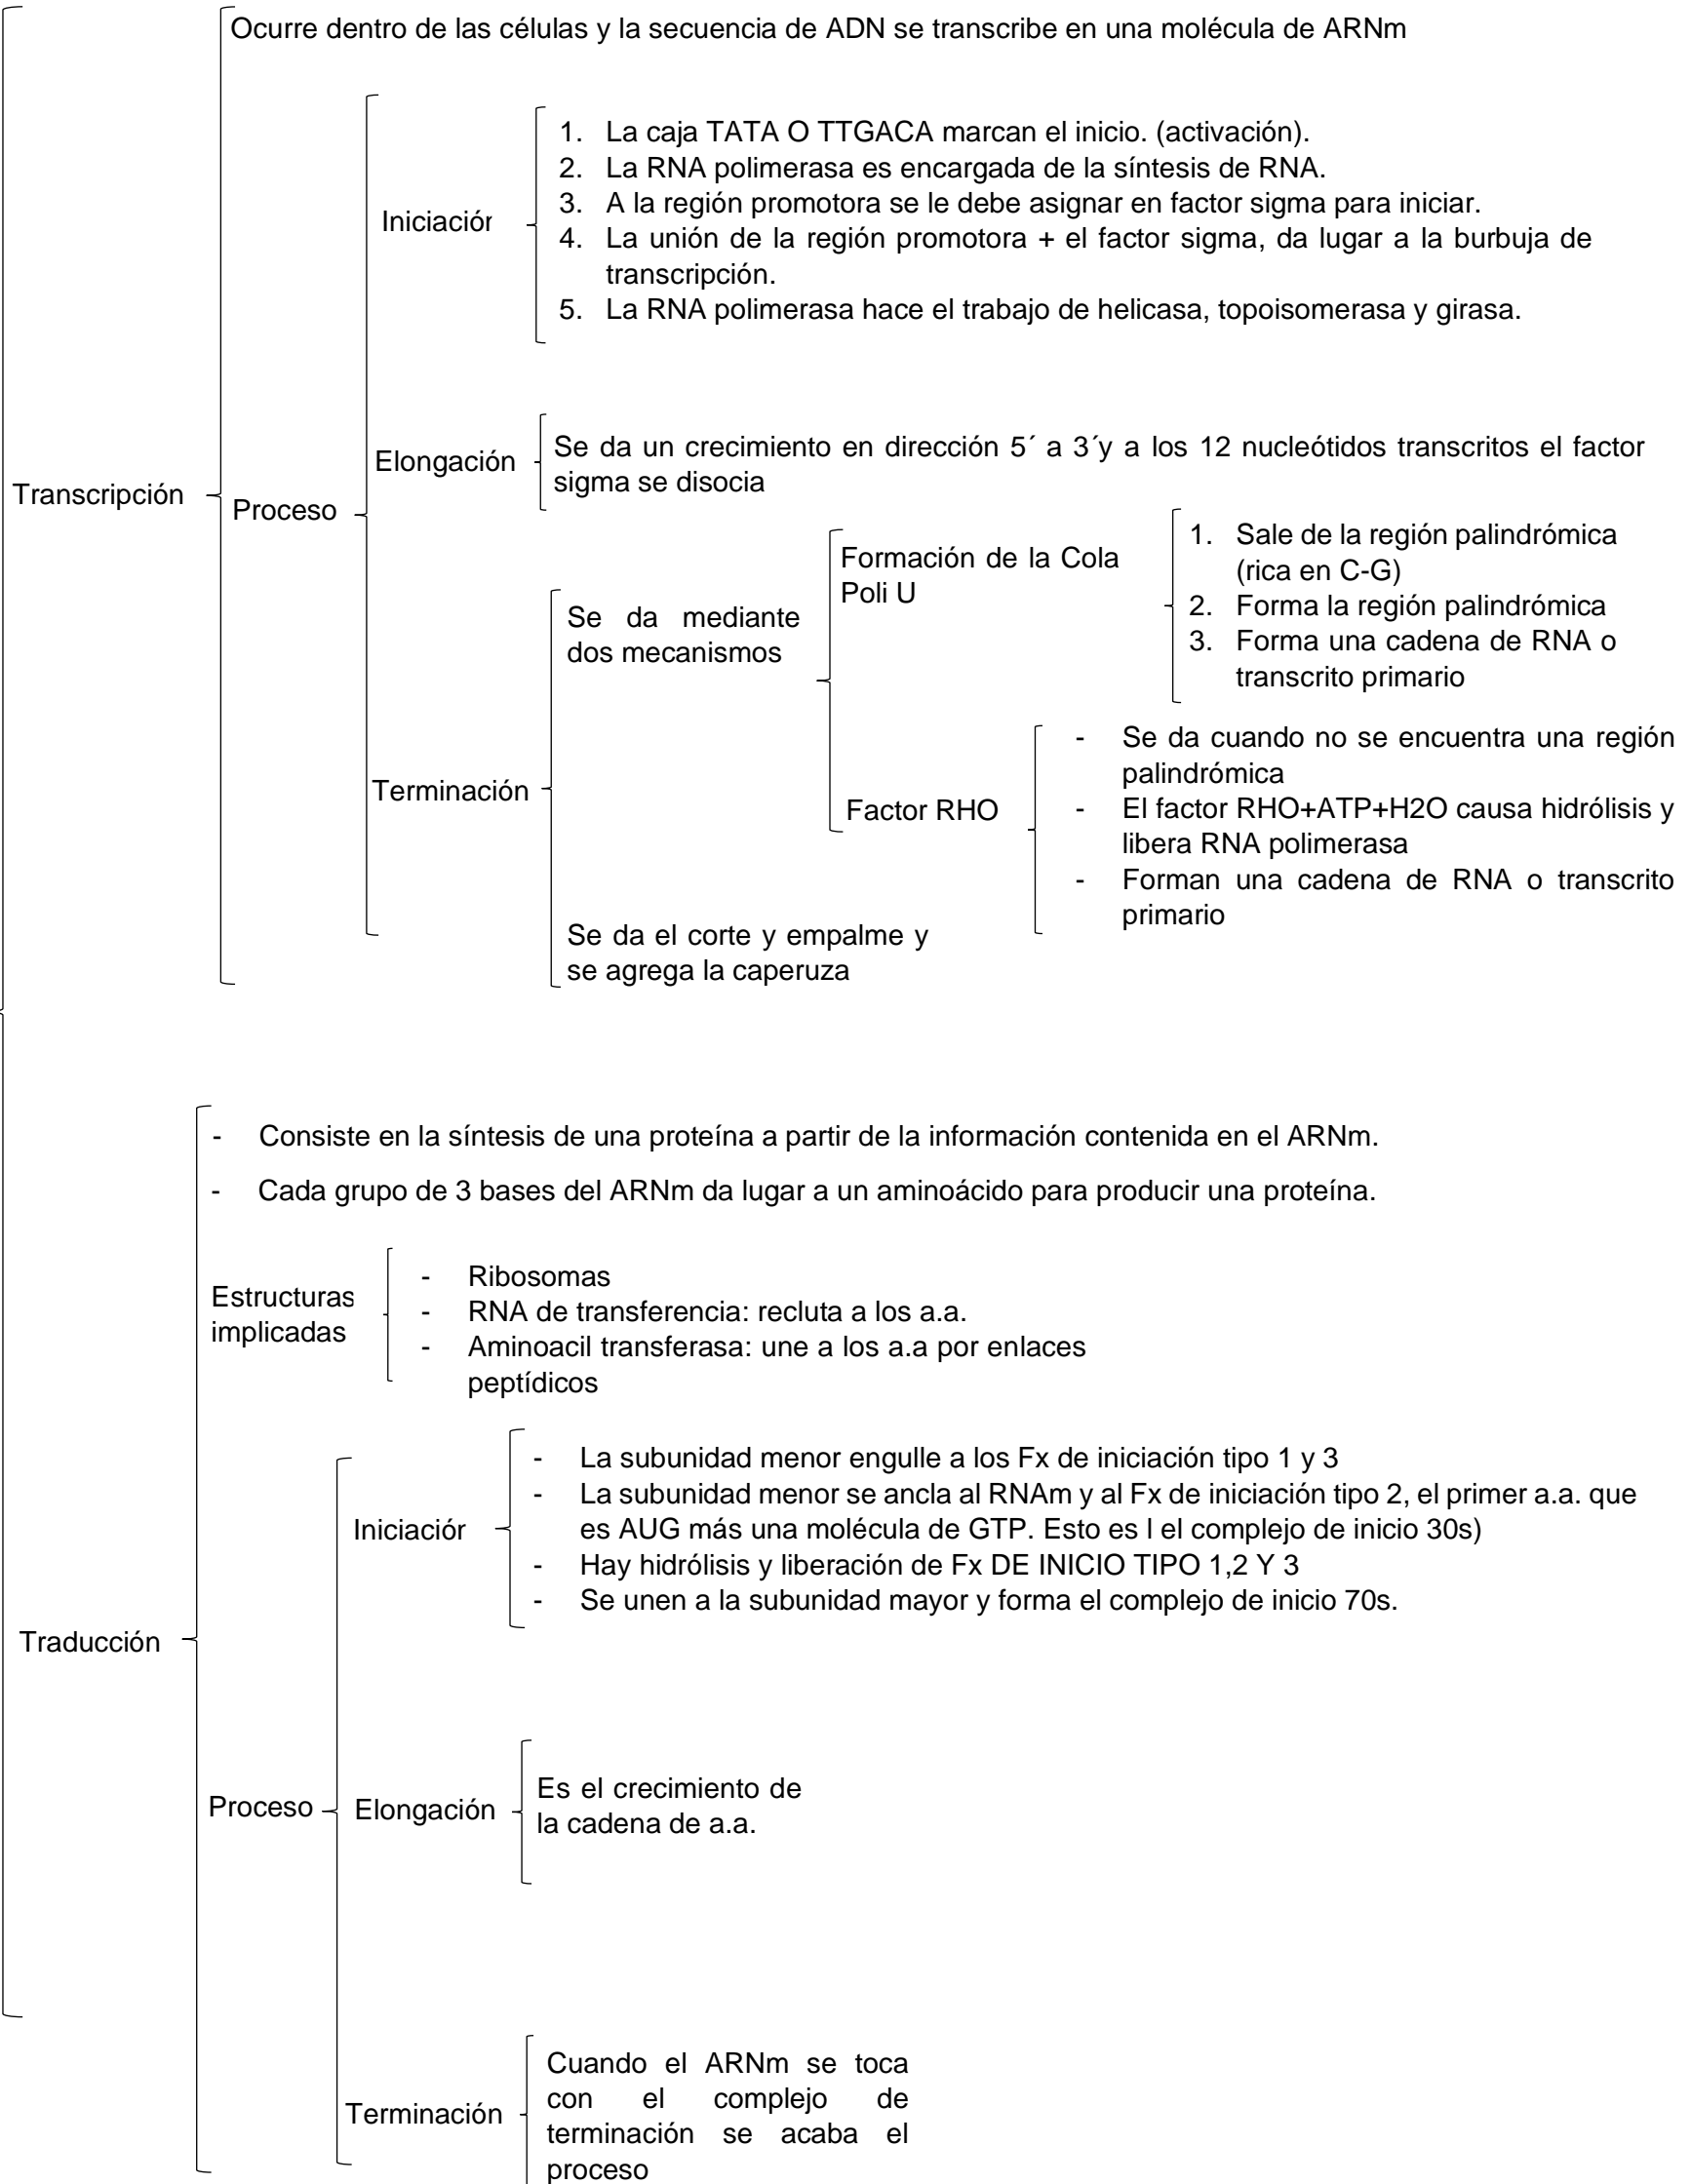 Ocurre dentro de las células y la secuencia de ADN se transcribe en una molécula de ARNm
1. La caja TATA O TTGACA marcan el inicio. (activación).
2. La RNA polimerasa es encargada de la síntesis de RNA.
3. A la región promotora se le debe asignar en factor sigma para iniciar.
4. La unión de la región promotora + el factor sigma, da lugar a la burbuja de
transcripción.
5. La RNA polimerasa hace el trabajo de helicasa, topoisomerasa y girasa.
Iniciación
Elongación
Se da un crecimiento en dirección 5´ a 3´y a los 12 nucleótidos transcritos el factor
sigma se disocia
Transcripción
Proceso
Terminación
Se da mediante
dos mecanismos
Formación de la Cola
Poli U
1. Sale de la región palindrómica
(rica en C-G)
2. Forma la región palindrómica
3. Forma una cadena de RNA o
transcrito primario
Factor RHO
- Se da cuando no se encuentra una región
palindrómica
- El factor RHO+ATP+H2O causa hidrólisis y
libera RNA polimerasa
- Forman una cadena de RNA o transcrito
primario
Se da el corte y empalme y
se agrega la caperuza
Traducción
- Consiste en la síntesis de una proteína a partir de la información contenida en el ARNm.
- Cada grupo de 3 bases del ARNm da lugar a un aminoácido para producir una proteína.
Estructuras
implicadas
- Ribosomas
- RNA de transferencia: recluta a los a.a.
- Aminoacil transferasa: une a los a.a por enlaces
peptídicos
Proceso
Iniciación
- La subunidad menor engulle a los Fx de iniciación tipo 1 y 3
- La subunidad menor se ancla al RNAm y al Fx de iniciación tipo 2, el primer a.a. que
es AUG más una molécula de GTP. Esto es l el complejo de inicio 30s)
- Hay hidrólisis y liberación de Fx DE INICIO TIPO 1,2 Y 3
- Se unen a la subunidad mayor y forma el complejo de inicio 70s.
Elongación
Es el crecimiento de
la cadena de a.a.
Terminación
Cuando el ARNm se toca
con el complejo de
terminación se acaba el
proceso